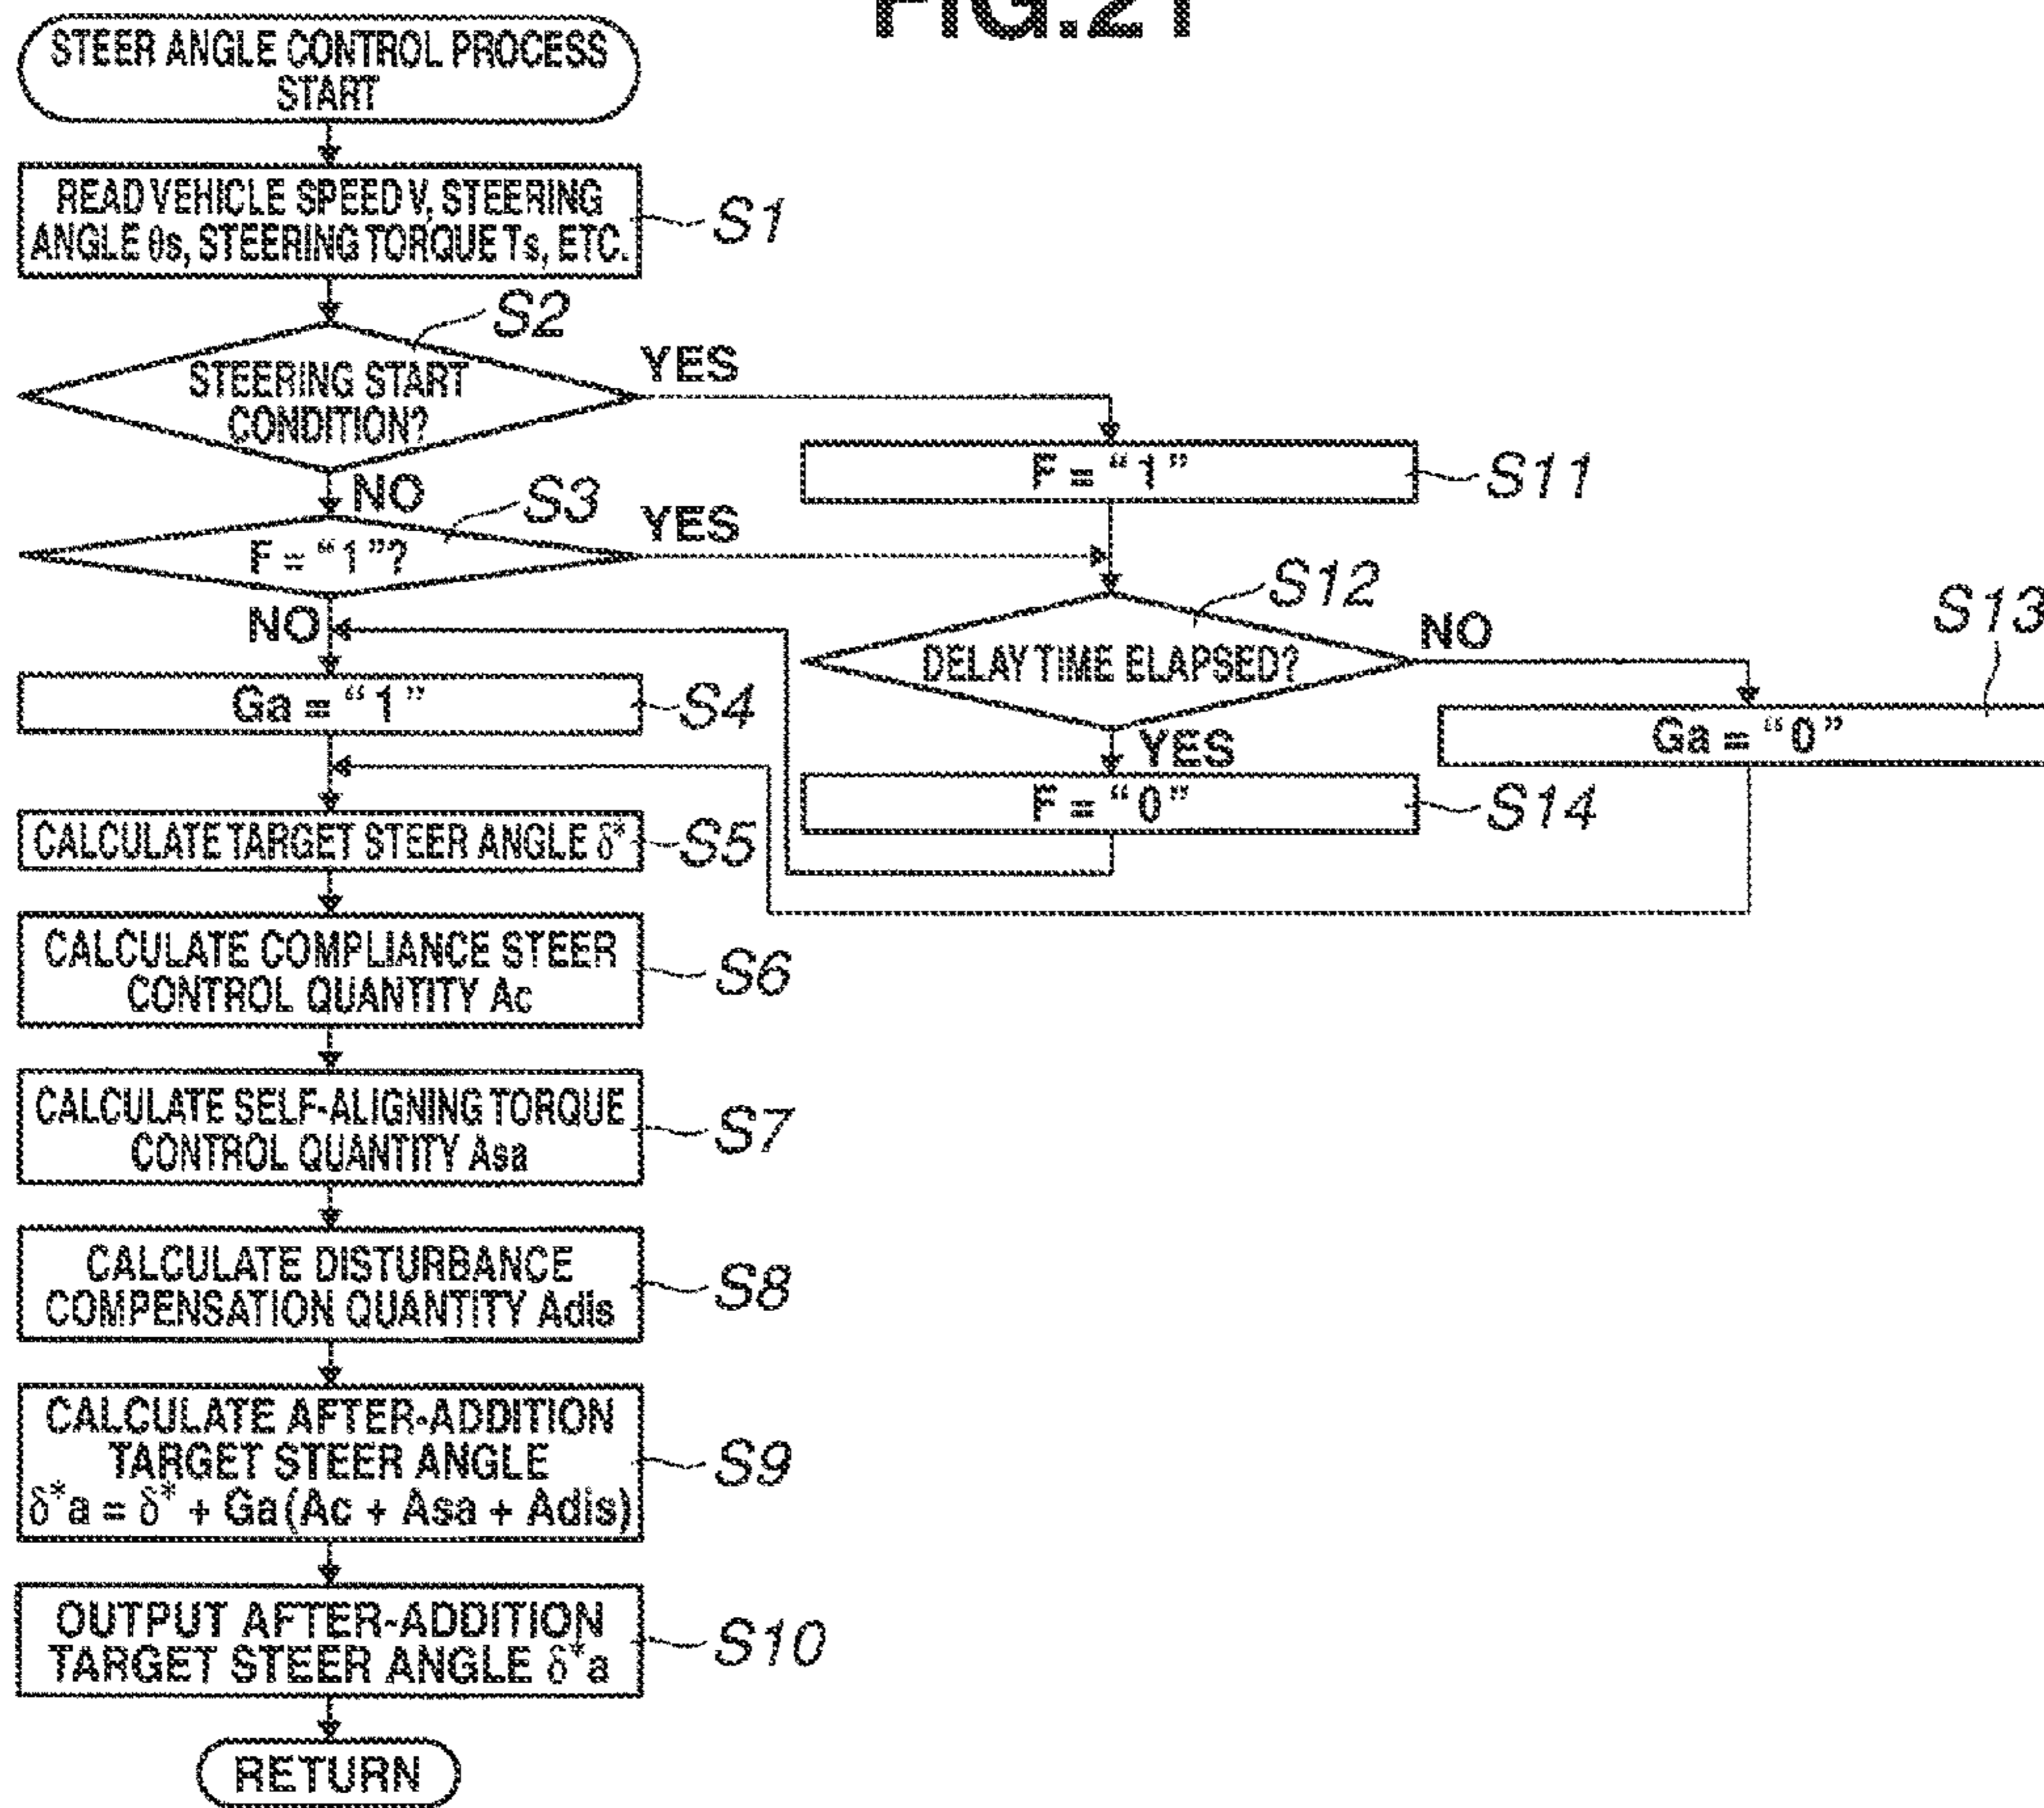 FIG.21
STEER ANGLE CONTROL PROCESS
START
READ VEHICLE SPEED V, STEERING
ANGLE θs, STEERING TORQUE Ts, ETC.
S1
S2
STEERING START
CONDITION?
YES
NO
S3
F = “1”?
YES
NO
Ga = “1”
S4
CALCULATE TARGET STEER ANGLE δ*
S5
CALCULATE COMPLIANCE STEER
CONTROL QUANTITY Ac
S6
CALCULATE SELF-ALIGNING TORQUE
CONTROL QUANTITY Asa
S7
CALCULATE DISTURBANCE
COMPENSATION QUANTITY Adis
S8
CALCULATE AFTER-ADDITION
TARGET STEER ANGLE
δ*a = δ* + Ga(Ac + Asa + Adis)
S9
OUTPUT AFTER-ADDITION
TARGET STEER ANGLE δ*a
S10
RETURN
F = “1”
S11
S12
DELAY TIME ELAPSED?
NO
YES
S13
Ga = “0”
F = “0”
S14